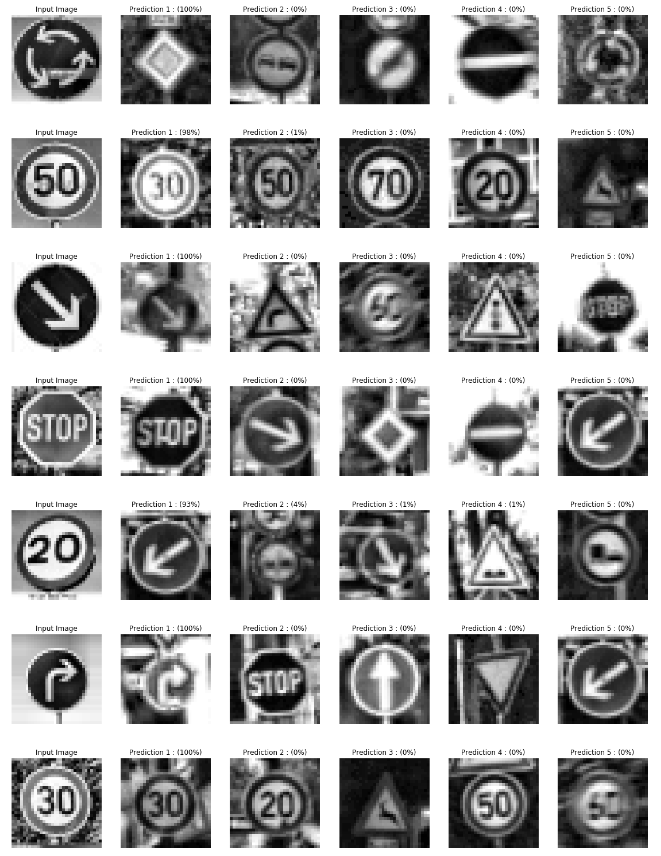 Input Image Prediction 1 : (100%) Prediction 2 : (0%) Prediction 3 : (0%) Prediction 4 : (0%) Prediction 5 : (0%)
Input Image Prediction 1 : (98%) Prediction 2 : (1%) Prediction 3 : (0%) Prediction 4 : (0%) Prediction 5 : (0%)
50 30 50 70 20
Input Image Prediction 1 : (100%) Prediction 2 : (0%) Prediction 3 : (0%) Prediction 4 : (0%) Prediction 5 : (0%)
STOP
Input Image Prediction 1 : (100%) Prediction 2 : (0%) Prediction 3 : (0%) Prediction 4 : (0%) Prediction 5 : (0%)
STOP STOP
Input Image Prediction 1 : (93%) Prediction 2 : (4%) Prediction 3 : (1%) Prediction 4 : (1%) Prediction 5 : (0%)
20
Input Image Prediction 1 : (100%) Prediction 2 : (0%) Prediction 3 : (0%) Prediction 4 : (0%) Prediction 5 : (0%)
STOP
Input Image Prediction 1 : (100%) Prediction 2 : (0%) Prediction 3 : (0%) Prediction 4 : (0%) Prediction 5 : (0%)
30 30 20 50